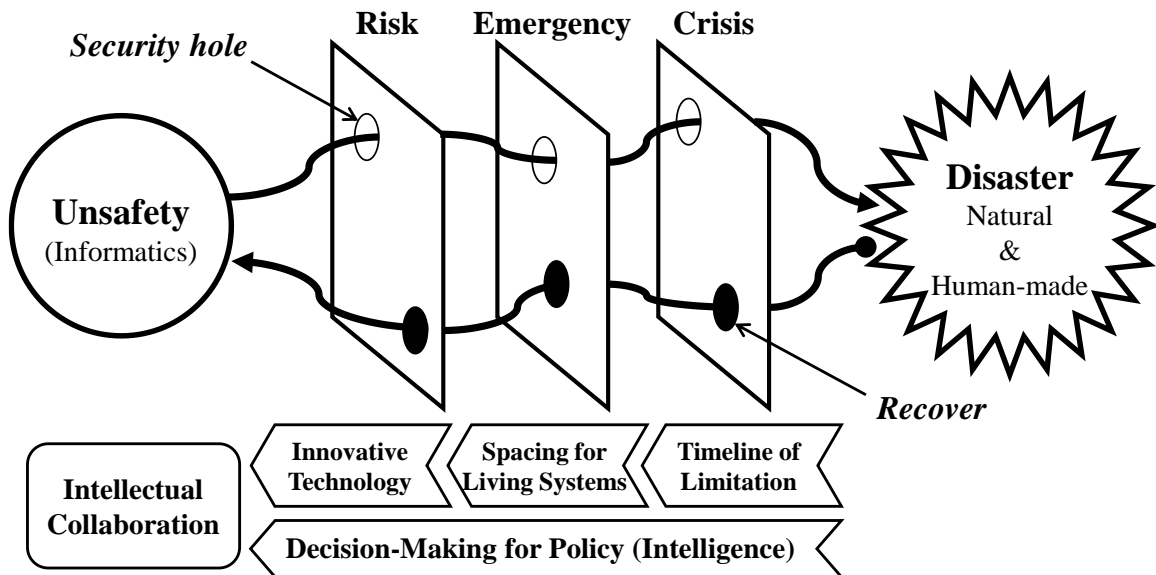 Risk
Emergency
Crisis
Security hole
Unsafety
(Informatics)
Disaster
Natural
&
Human-made
Recover
Intellectual
Collaboration
Innovative
Technology
Spacing for
Living Systems
Timeline of
Limitation
Decision-Making for Policy (Intelligence)